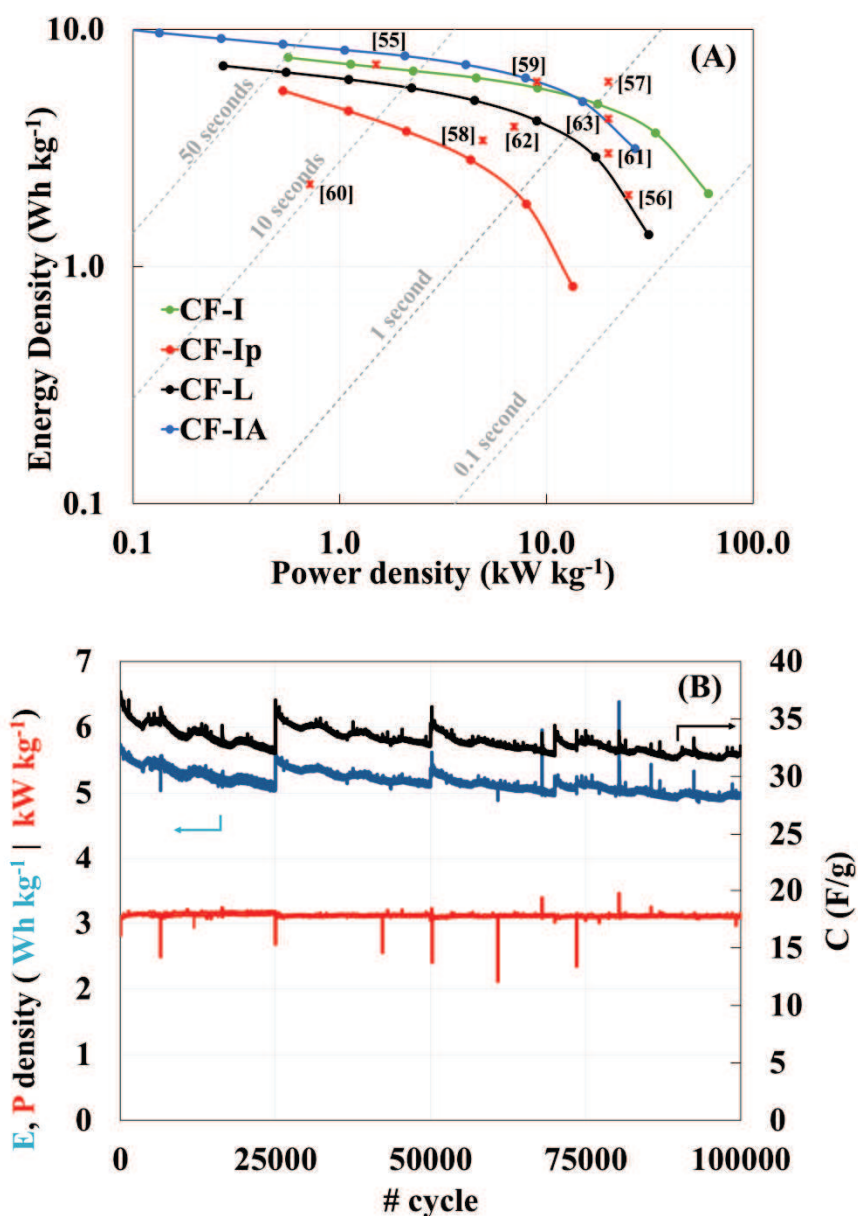 10.0
1.0
0.1
Energy Density (Wh kg-1)
(A)
[55]
[59]
[57]
[63]
[58]
[62]
[61]
[60]
[56]
50 seconds
10 seconds
1 second
0.1 second
CF-I
CF-Ip
CF-L
CF-IA
0.1 1.0 10.0 100.0
Power density (kW kg-1)
(B)
7
6
5
4
3
2
1
0
E, P density ( Wh kg-1 | kW kg-1)
40
35
30
25
20
15
10
5
0
C (F/g)
0 25000 50000 75000 100000
# cycle